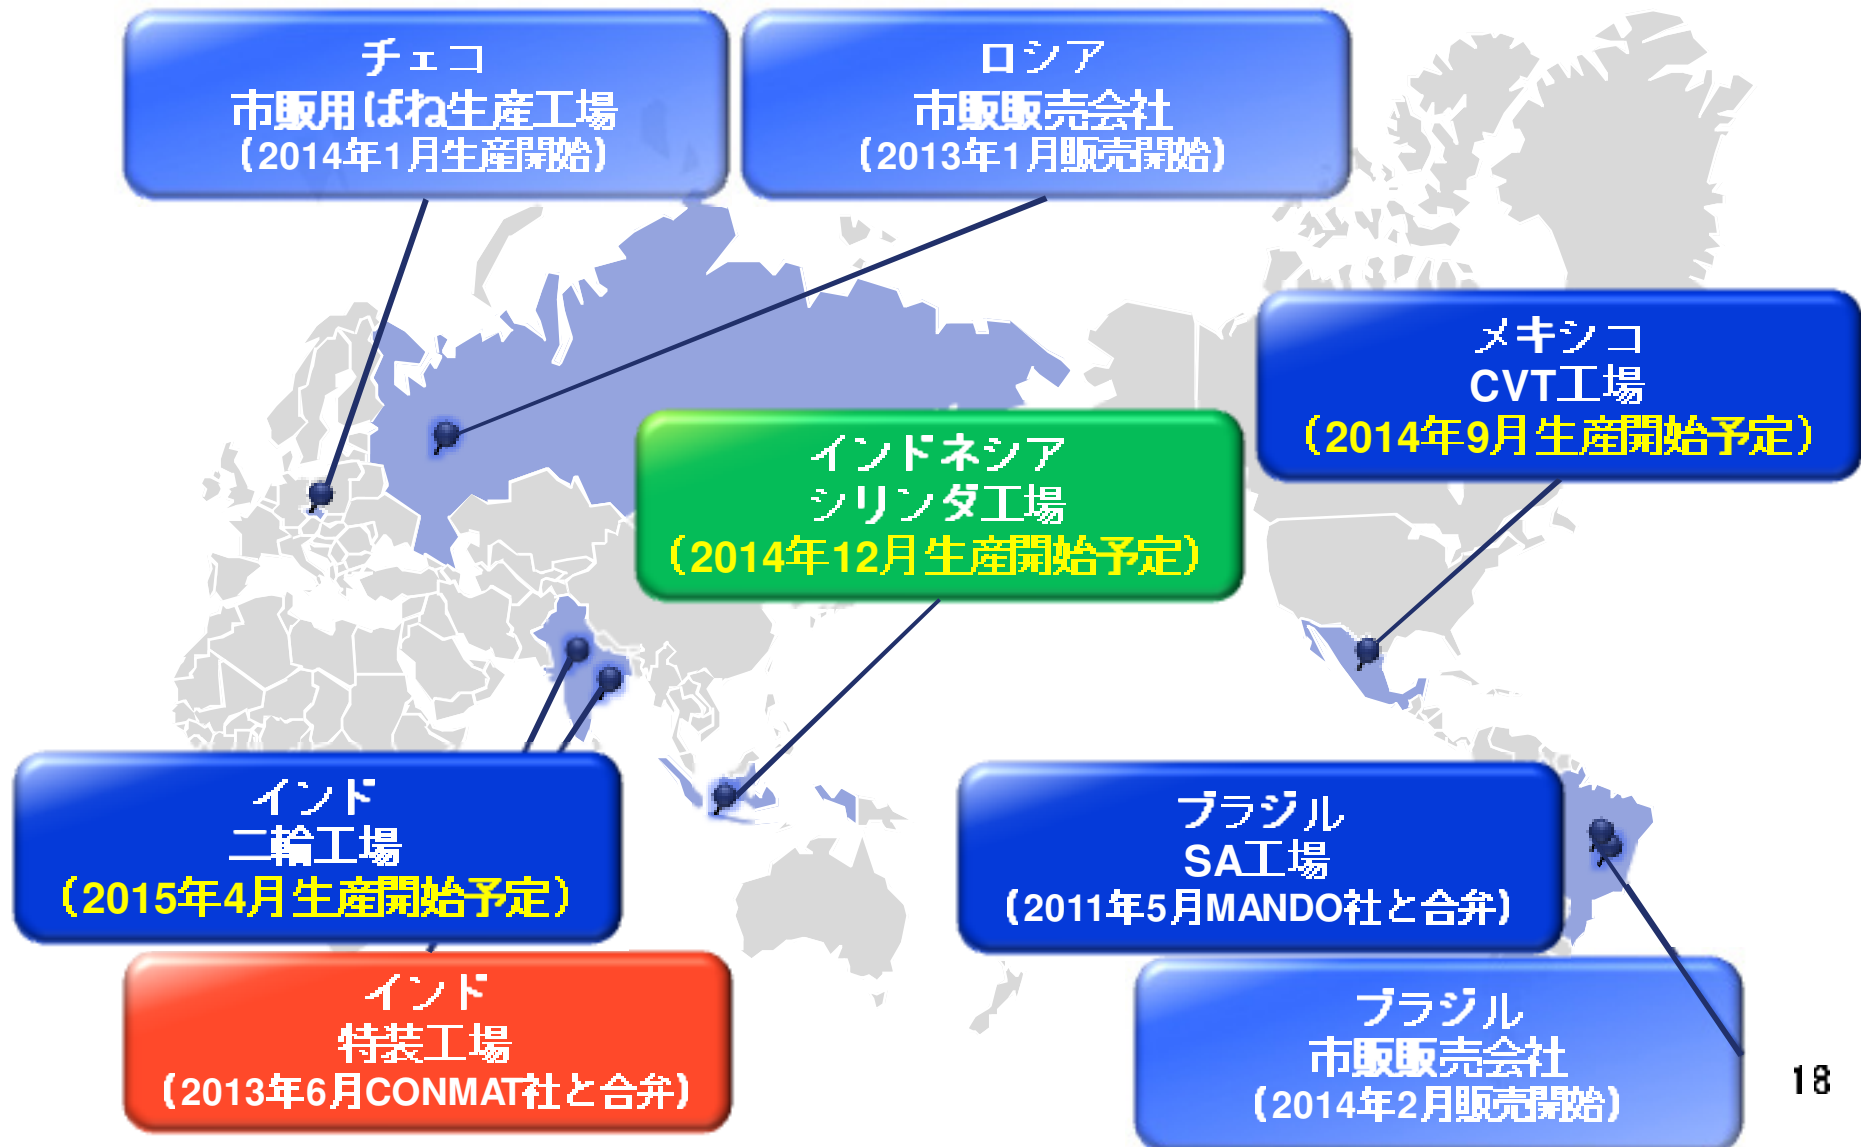 チェコ
市販用ばね生産工場
(2014年1月生産開始)
ロシア
市販販売会社
(2013年1月販売開始)
メキシコ
CVT工場
(2014年9月生産開始予定)
インドネシア
シリンダ工場
(2014年12月生産開始予定)
インド
二輪工場
(2015年4月生産開始予定)
ブラジル
SA工場
(2011年5月MANDO社と合弁)
インド
特装工場
(2013年6月CONMAT社と合弁)
ブラジル
市販販売会社
(2014年2月販売開始)
18